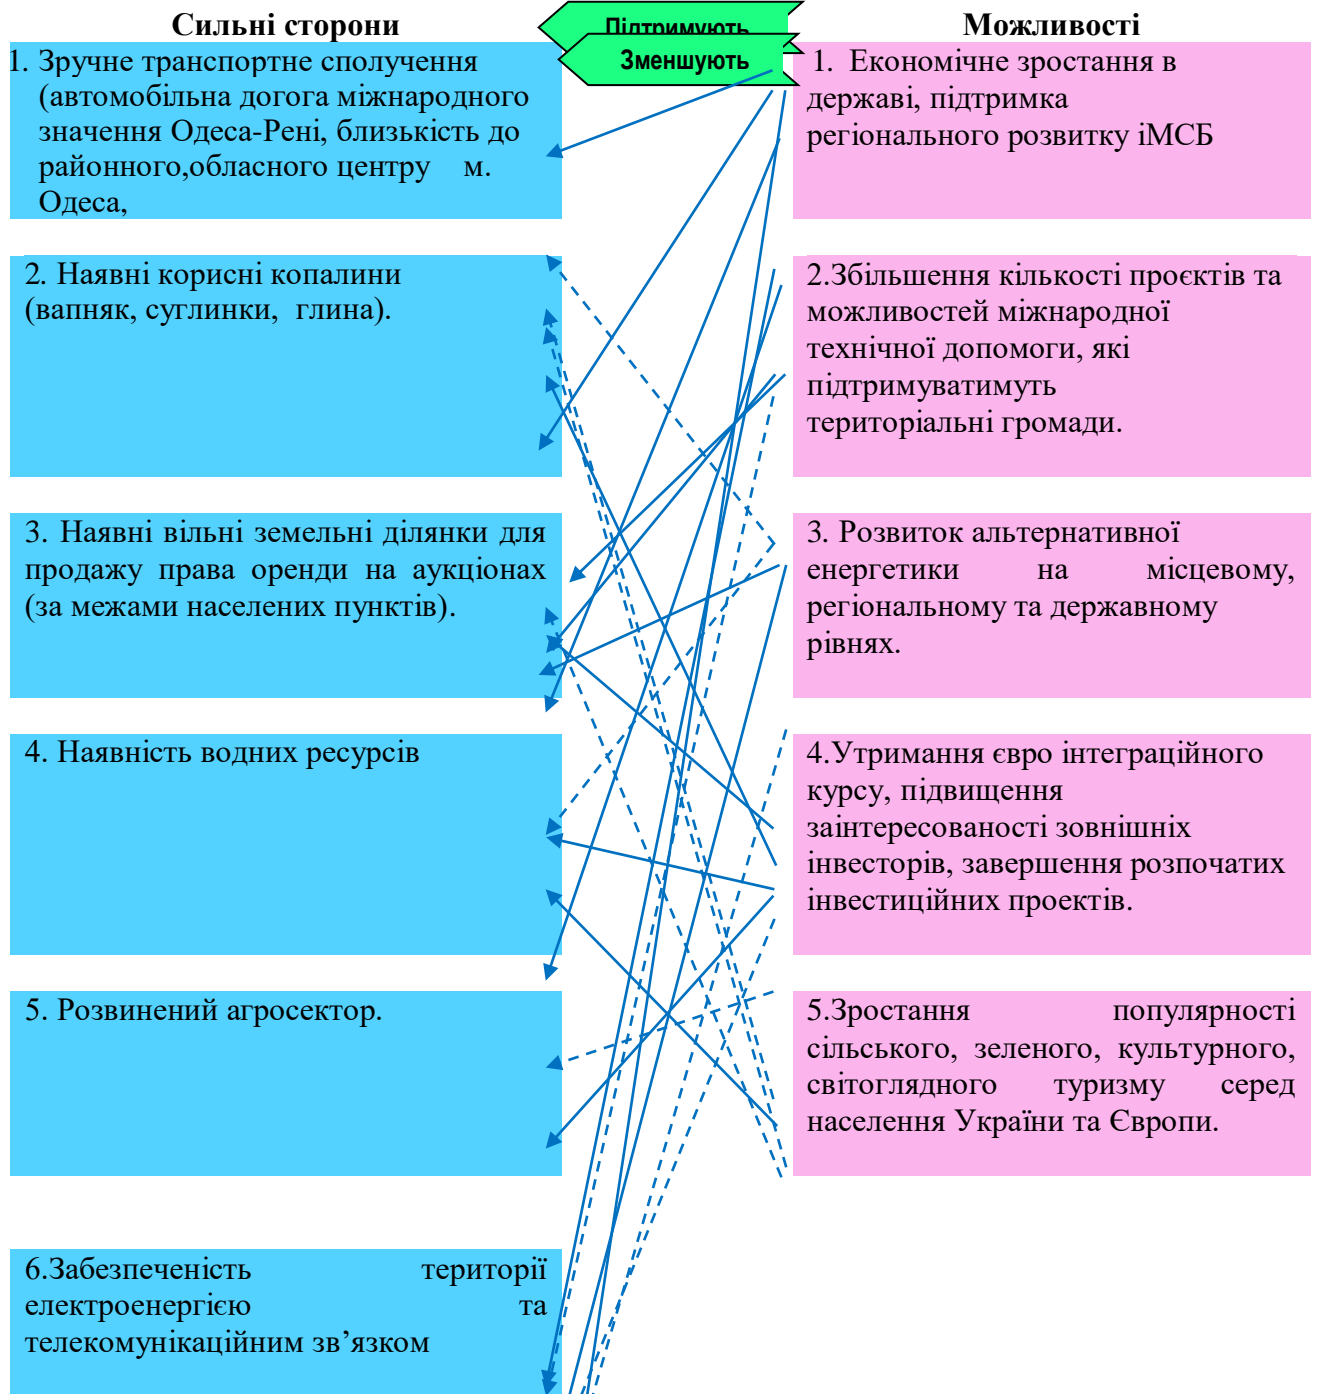 Сильні сторони
Підтримують
Зменшують
Можливості
1. Зручне транспортне сполучення
(автомобільна догога міжнародного
значення Одеса-Рені, близькість до
районного,обласного центру м.
Одеса,
1. Економічне зростання в
державі, підтримка
регіонального розвитку іМСБ
2. Наявні корисні копалини
(вапняк, суглинки, глина).
2.Збільшення кількості проєктів та
можливостей міжнародної
технічної допомоги, які
підтримуватимуть
територіальні громади.
3. Наявні вільні земельні ділянки для
продажу права оренди на аукціонах
(за межами населених пунктів).
3. Розвиток альтернативної
енергетики на місцевому,
регіональному та державному
рівнях.
4. Наявність водних ресурсів
4.Утримання євро інтеграційного
курсу, підвищення
заінтересованості зовнішніх
інвесторів, завершення розпочатих
інвестиційних проектів.
5. Розвинений агросектор.
5.Зростання популярності
сільського, зеленого, культурного,
світоглядного туризму серед
населення України та Європи.
6.Забезпеченість території
електроенергією та
телекомунікаційним зв’язком